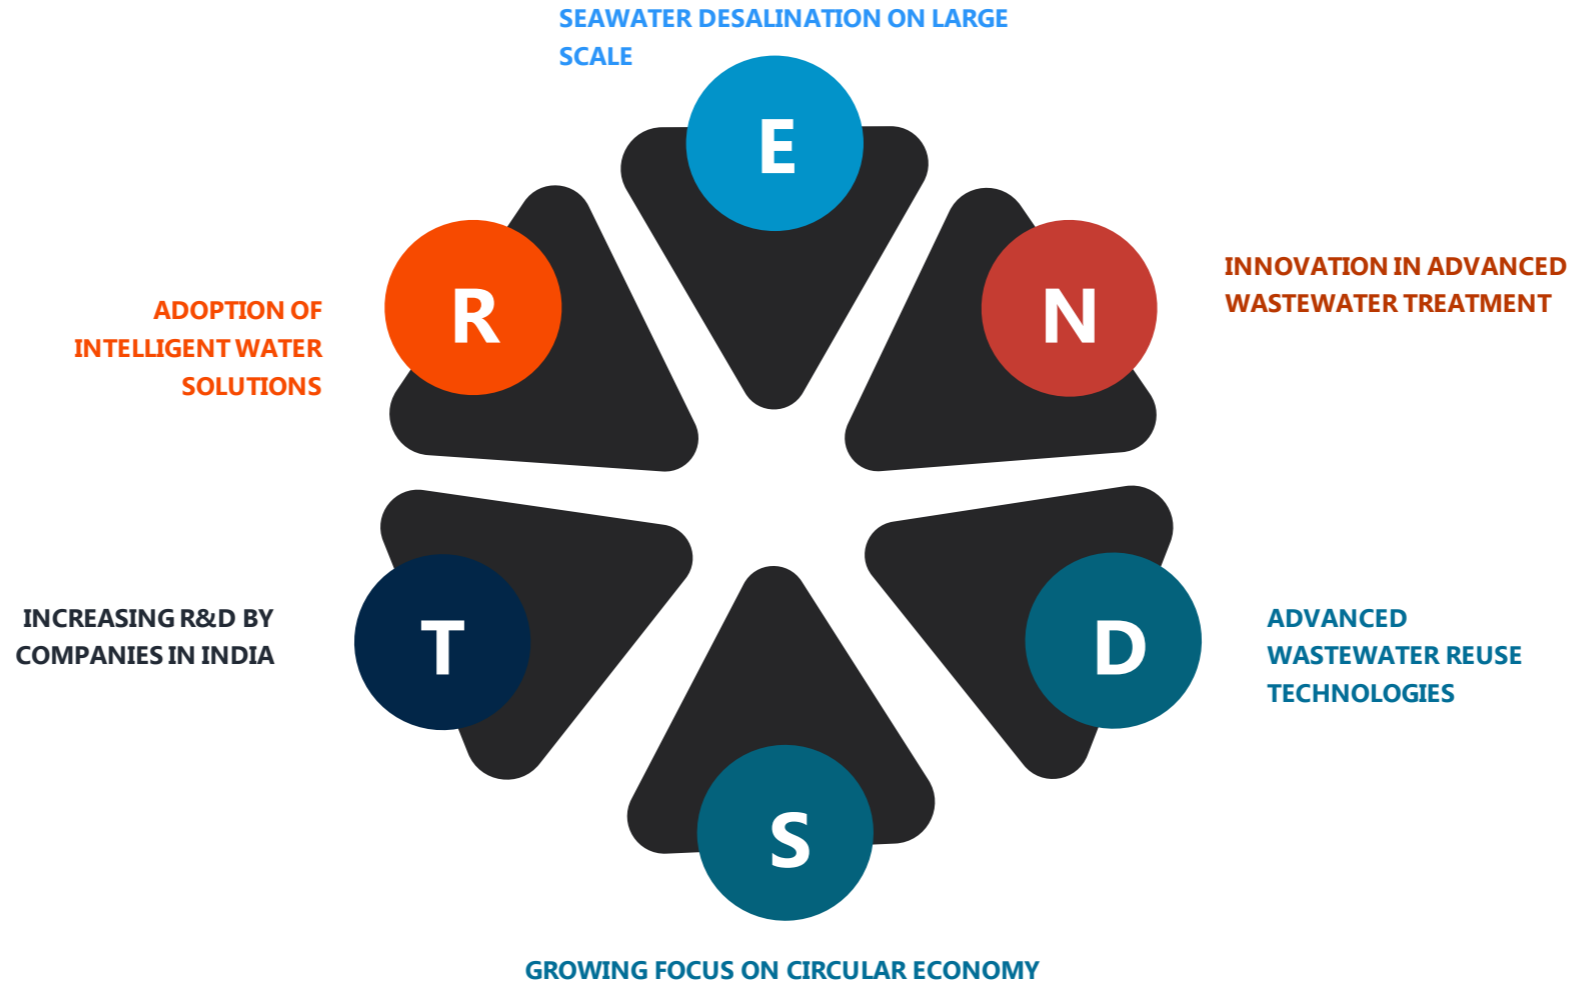 SEAWATER DESALINATION ON LARGE
SCALE
E
R
N
ADOPTION OF
INTELLIGENT WATER
SOLUTIONS
INNOVATION IN ADVANCED
WASTEWATER TREATMENT
T
INCREASING R&D BY
COMPANIES IN INDIA
D
ADVANCED
WASTEWATER REUSE
TECHNOLOGIES
S
GROWING FOCUS ON CIRCULAR ECONOMY